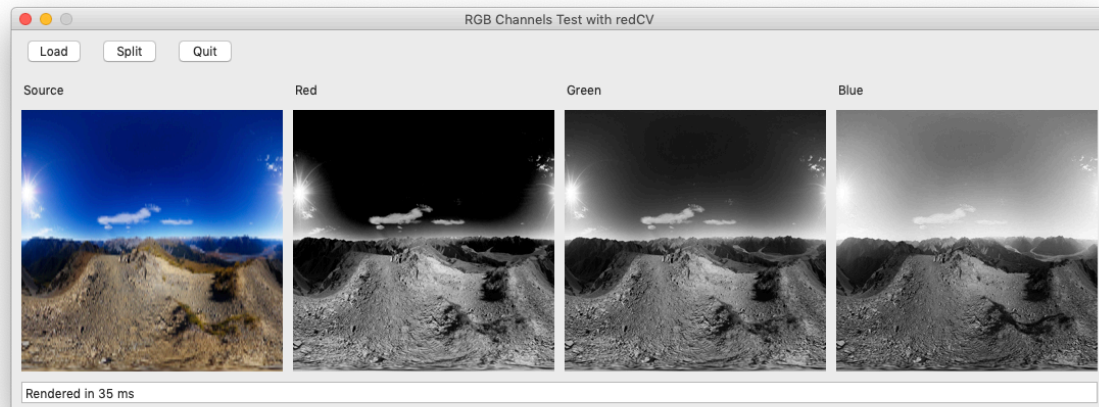 RGB Channels Test with redCV
Load Split Quit
Source Red Green Blue
Rendered in 35 ms